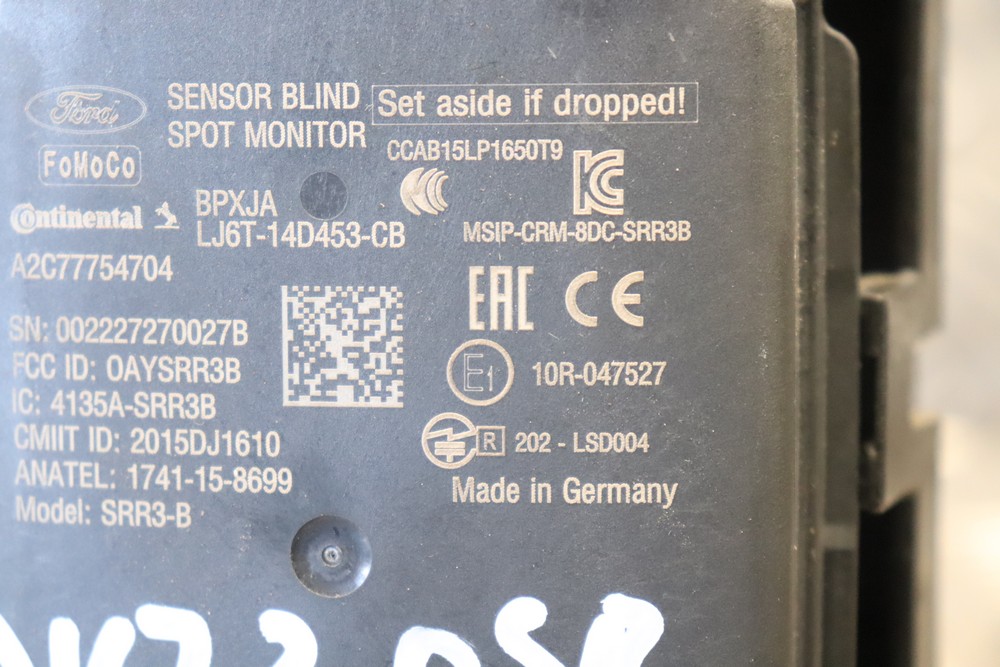 Ford
SENSOR BLIND
SPOT MONITOR
Set aside if dropped!
FoMoCo
CCAB15LP1650T9
Continental
BPXJA
LJ6T-14D453-CB
MSIP-CRM-8DC-SRR3B
A2C77754704
EAC CE
SN: 002227270027B
FCC ID: OAYSRR3B
E1 10R-047527
IC: 4135A-SRR3B
CMIIT ID: 2015DJ1610
R 202 - LSD004
ANATEL: 1741-15-8699
Made in Germany
Model: SRR3-B